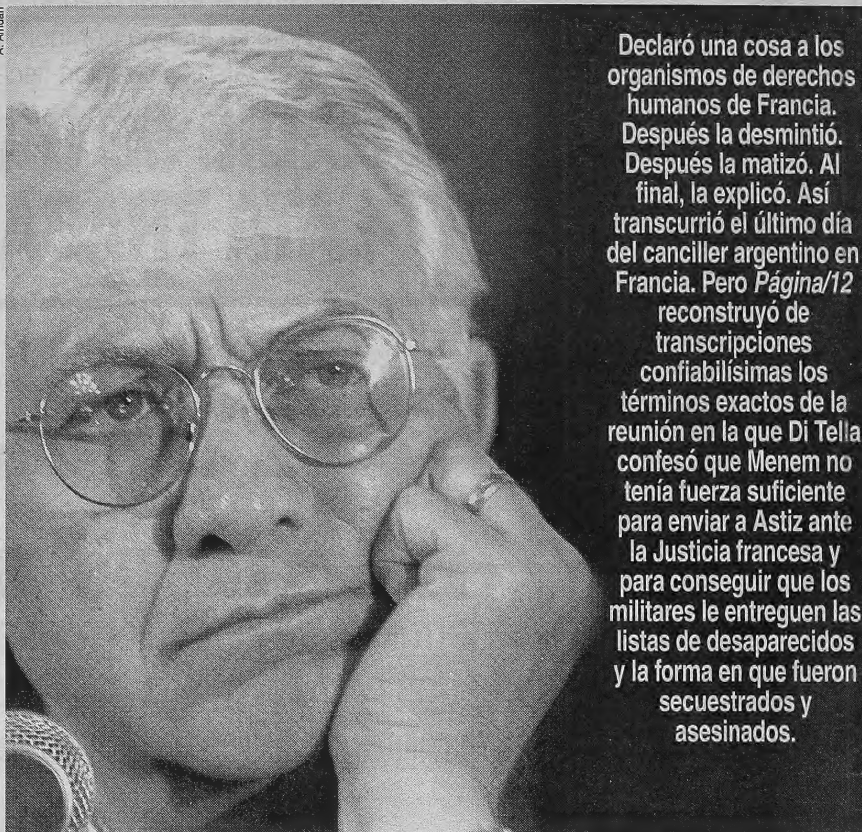 Declaró una cosa a los
organismos de derechos
humanos de Francia.
Después la desmintió.
Después la matizó. Al
final, la explicó. Así
transcurrió el último día
del canciller argentino en
Francia. Pero Página/12
reconstruyó de
transcripciones
confiabilísimas los
términos exactos de la
reunión en la que Di Tella
confesó que Menem no
tenía fuerza suficiente
para enviar a Astiz ante
la Justicia francesa y
para conseguir que los
militares le entreguen las
listas de desaparecidos
y la forma en que fueron
secuestrados y
asesinados.